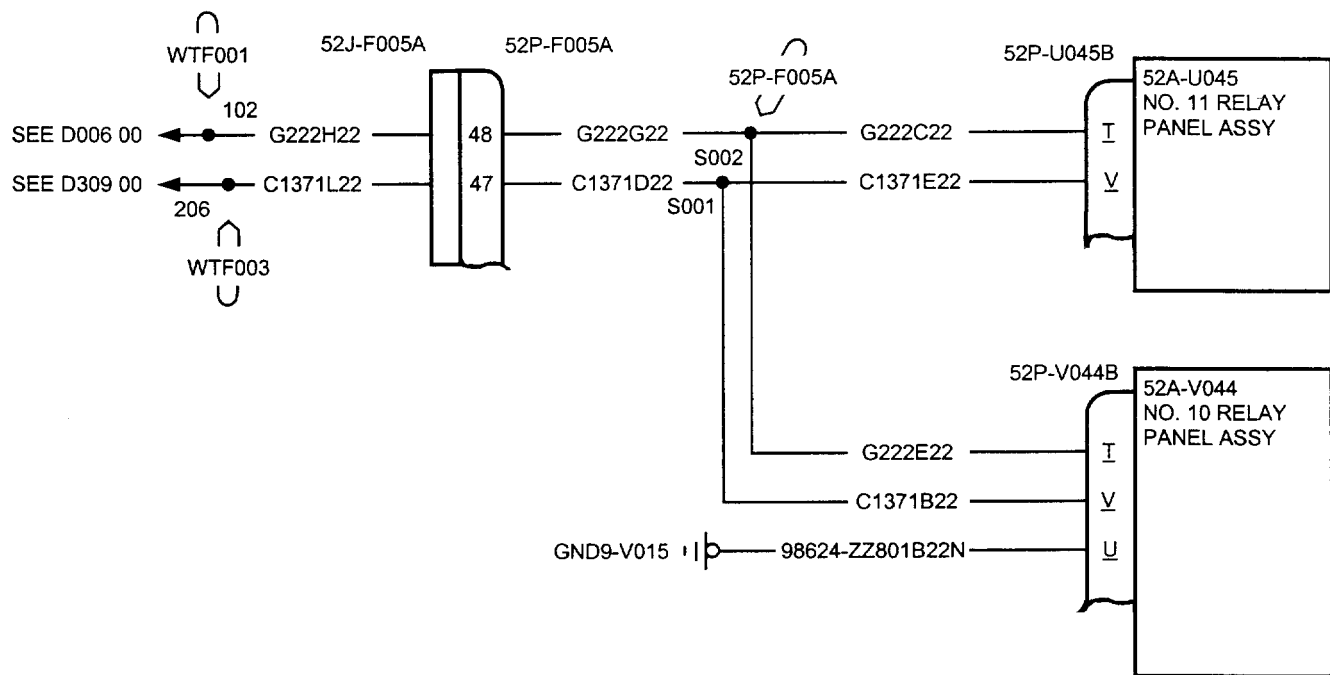 WTF001
52J-F005A
52P-F005A
52P-F005A
52P-U045B
52A-U045
NO. 11 RELAY
PANEL ASSY
102
SEE D006 00
G222H22
48
G222G22
G222C22
T
S002
SEE D309 00
C1371L22
47
C1371D22
C1371E22
V
206
S001
WTF003
52P-V044B
52A-V044
NO. 10 RELAY
PANEL ASSY
G222E22
T
C1371B22
V
GND9-V015
98624-ZZ801B22N
U